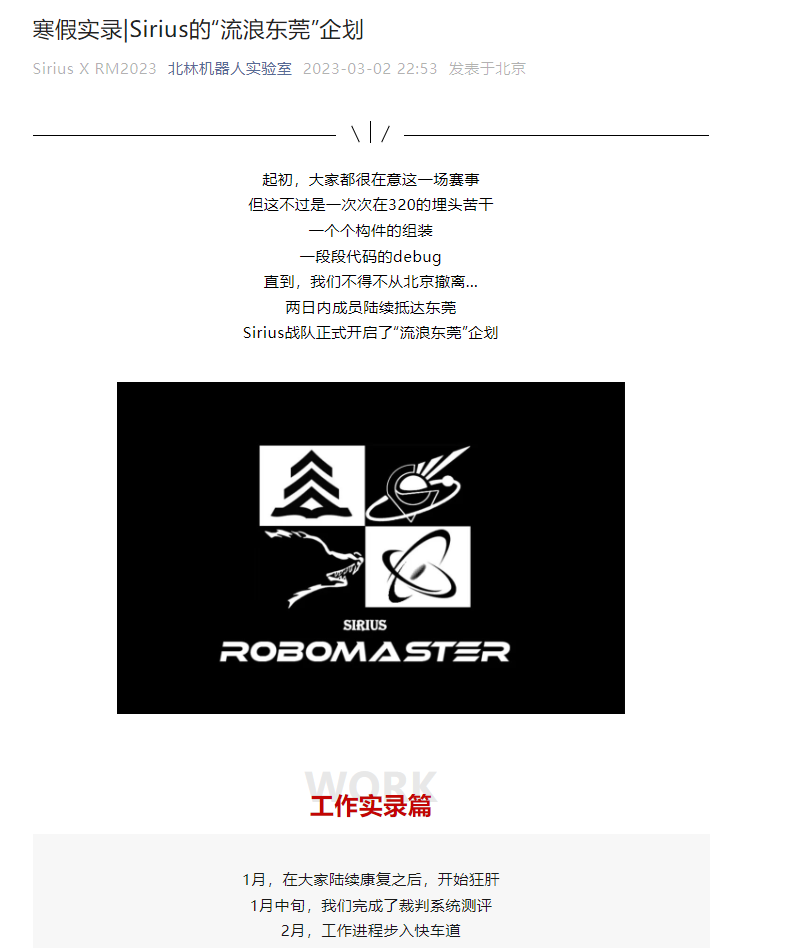 寒假实录|Sirius的“流浪东莞”企划
Sirius X RM2023 北林机器人实验室 2023-03-02 22:53 发表于北京
起初，大家都很在意这一场赛事
但这不过是一次次在320的埋头苦干
一个个构件的组装
一段段代码的debug
直到，我们不得不从北京撤离...
两日内成员陆续抵达东莞
Sirius战队正式开启了“流浪东莞”企划
SIRIUS
ROBOMASTER
WORK
工作实录篇
1月，在大家陆续康复之后，开始狂肝
1月中旬，我们完成了裁判系统测评
2月，工作进程步入快车道